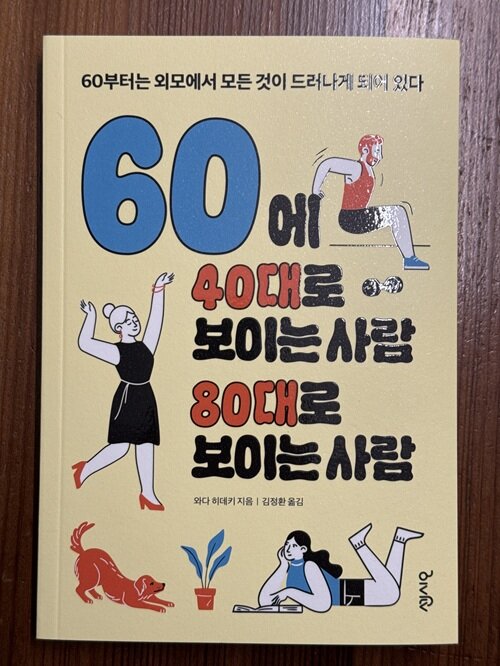 60부터는 외모에서 모든 것이 드러나게 되어 있다
60에
40대로
보이는 사람
80대로
보이는 사람
와다 히데키 지음 | 김정환 옮김